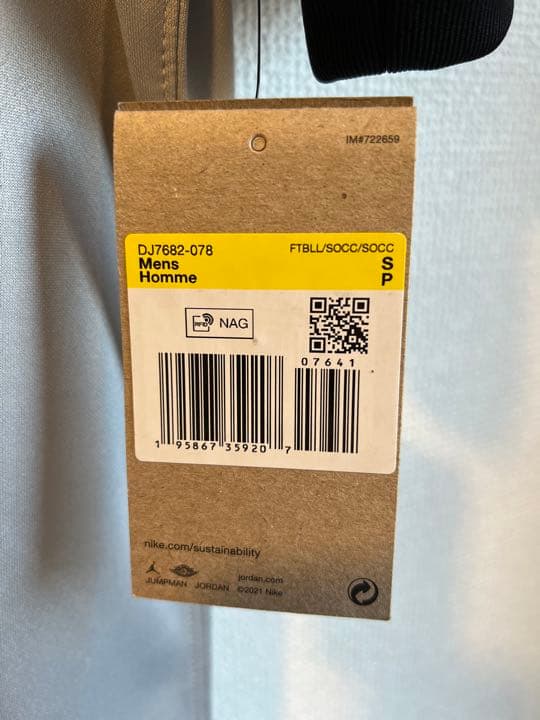 IM#722659
DJ7682-078
FTBLL/SOCC/SOCC
Mens
S
Homme
P
RFID NAG
07641
1 95867 35920 7
nike.com/sustainability
jordan.com
JUMPMAN JORDAN ©2021 Nike